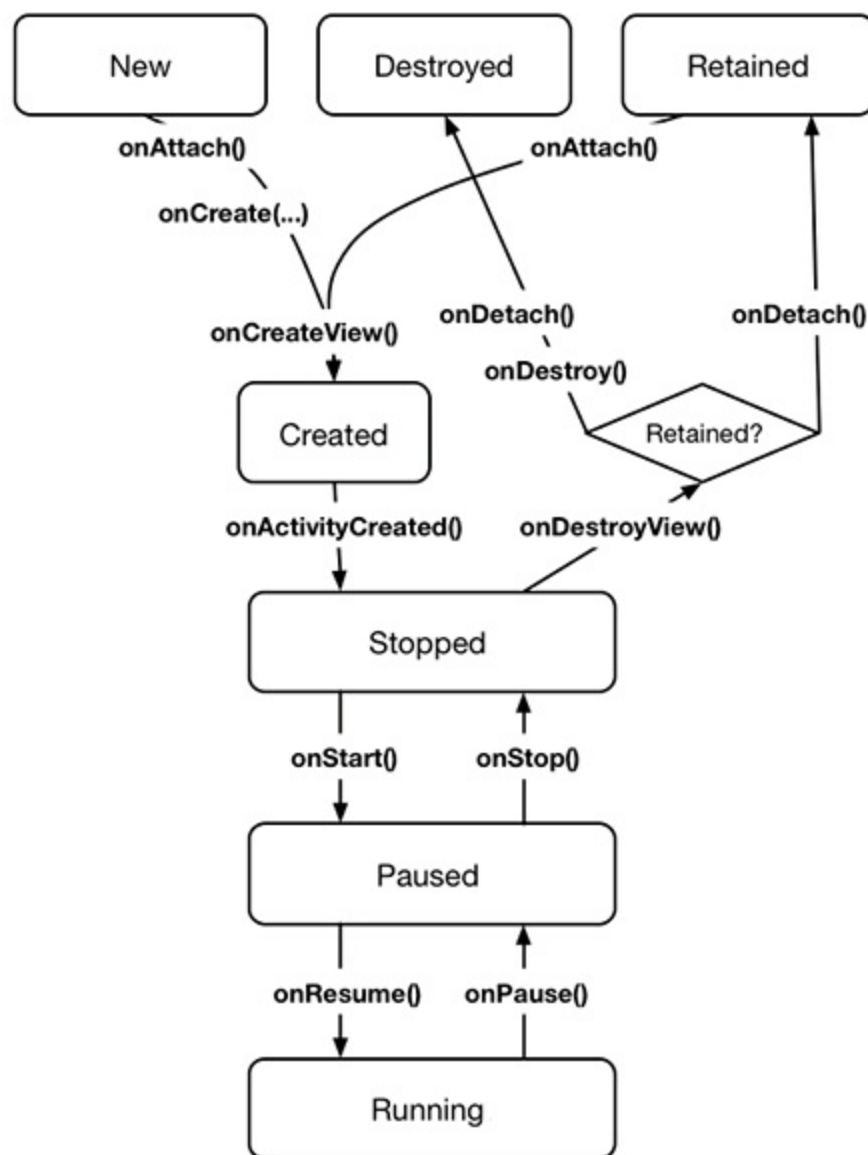 New
Destroyed
Retained
onAttach()
onAttach()
onCreate(...)
onCreateView()
onDetach()
onDetach()
onDestroy()
Created
Retained?
onActivityCreated()
onDestroyView()
Stopped
onStart()
onStop()
Paused
onResume()
onPause()
Running